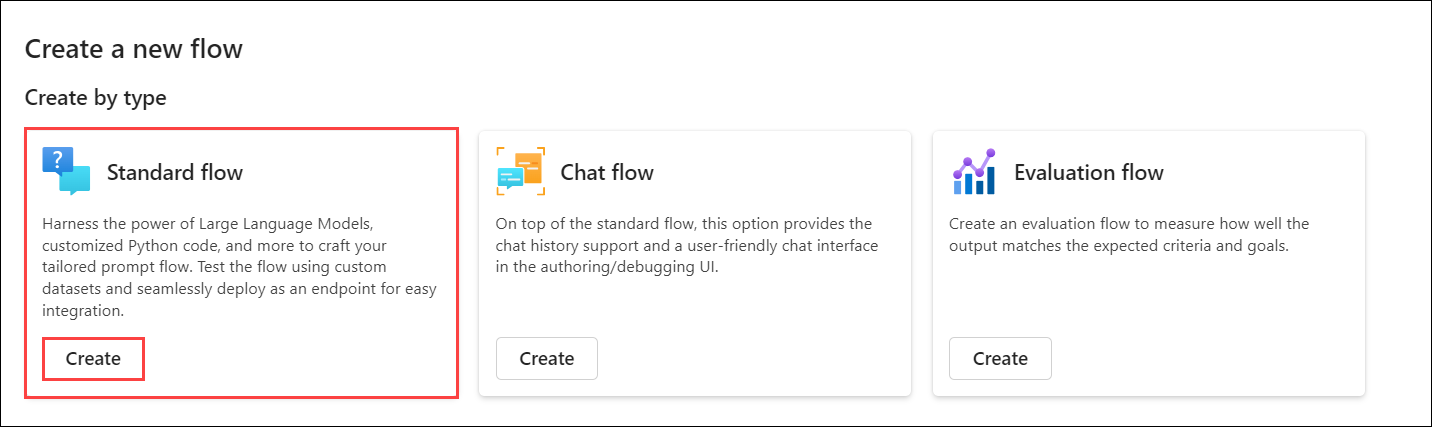 Create a new flow
Create by type
?
Standard flow
Harness the power of Large Language Models,
customized Python code, and more to craft your
tailored prompt flow. Test the flow using custom
datasets and seamlessly deploy as an endpoint for easy
integration.
Create
Chat flow
On top of the standard flow, this option provides the
chat history support and a user-friendly chat interface
in the authoring/debugging UI.
Create
Evaluation flow
Create an evaluation flow to measure how well the
output matches the expected criteria and goals.
Create